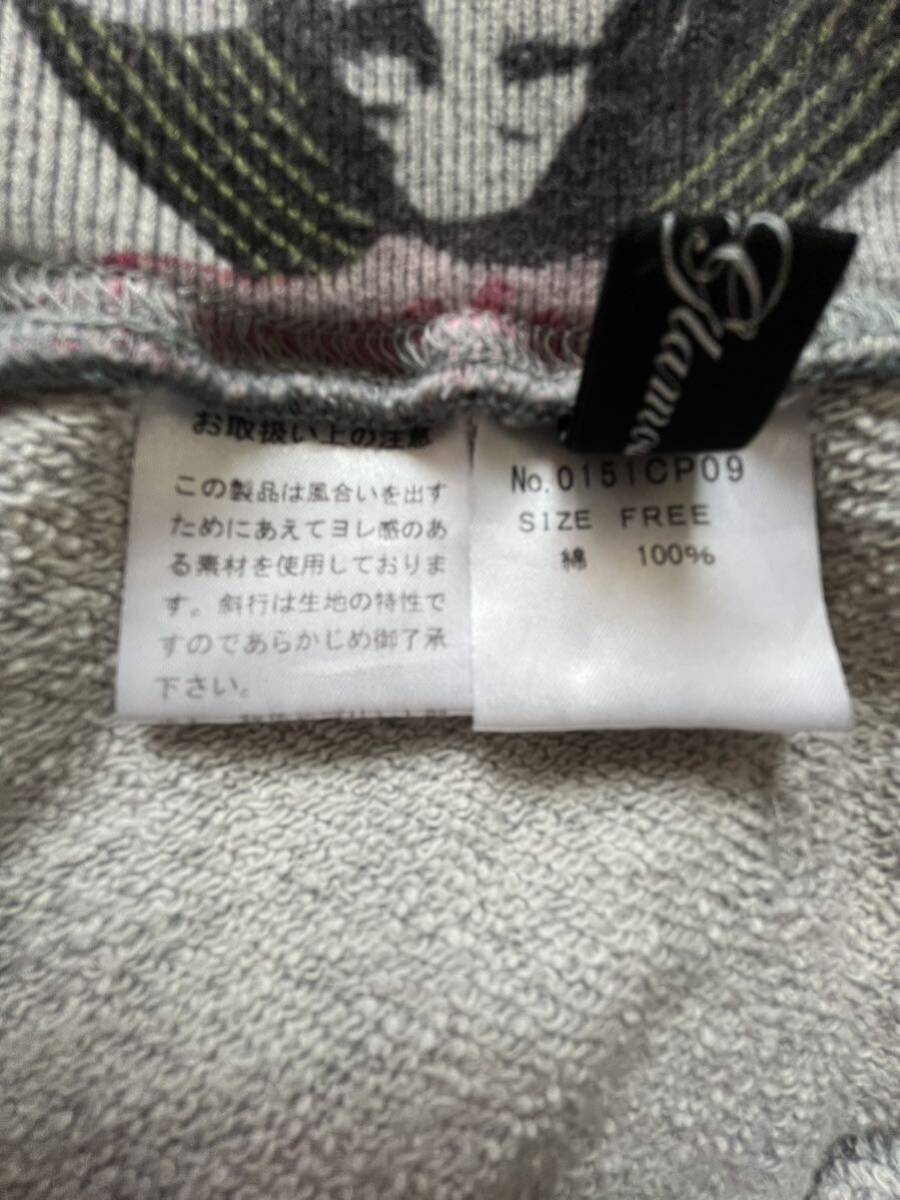 お取扱い上の注意
この製品は風合いを出す
ためにあえてヨレ感のあ
る素材を使用しておりま
す。斜行は生地の特性で
すのであらかじめ御了承
下さい。
Glamo
No.0151CP09
SIZE FREE
綿 100%